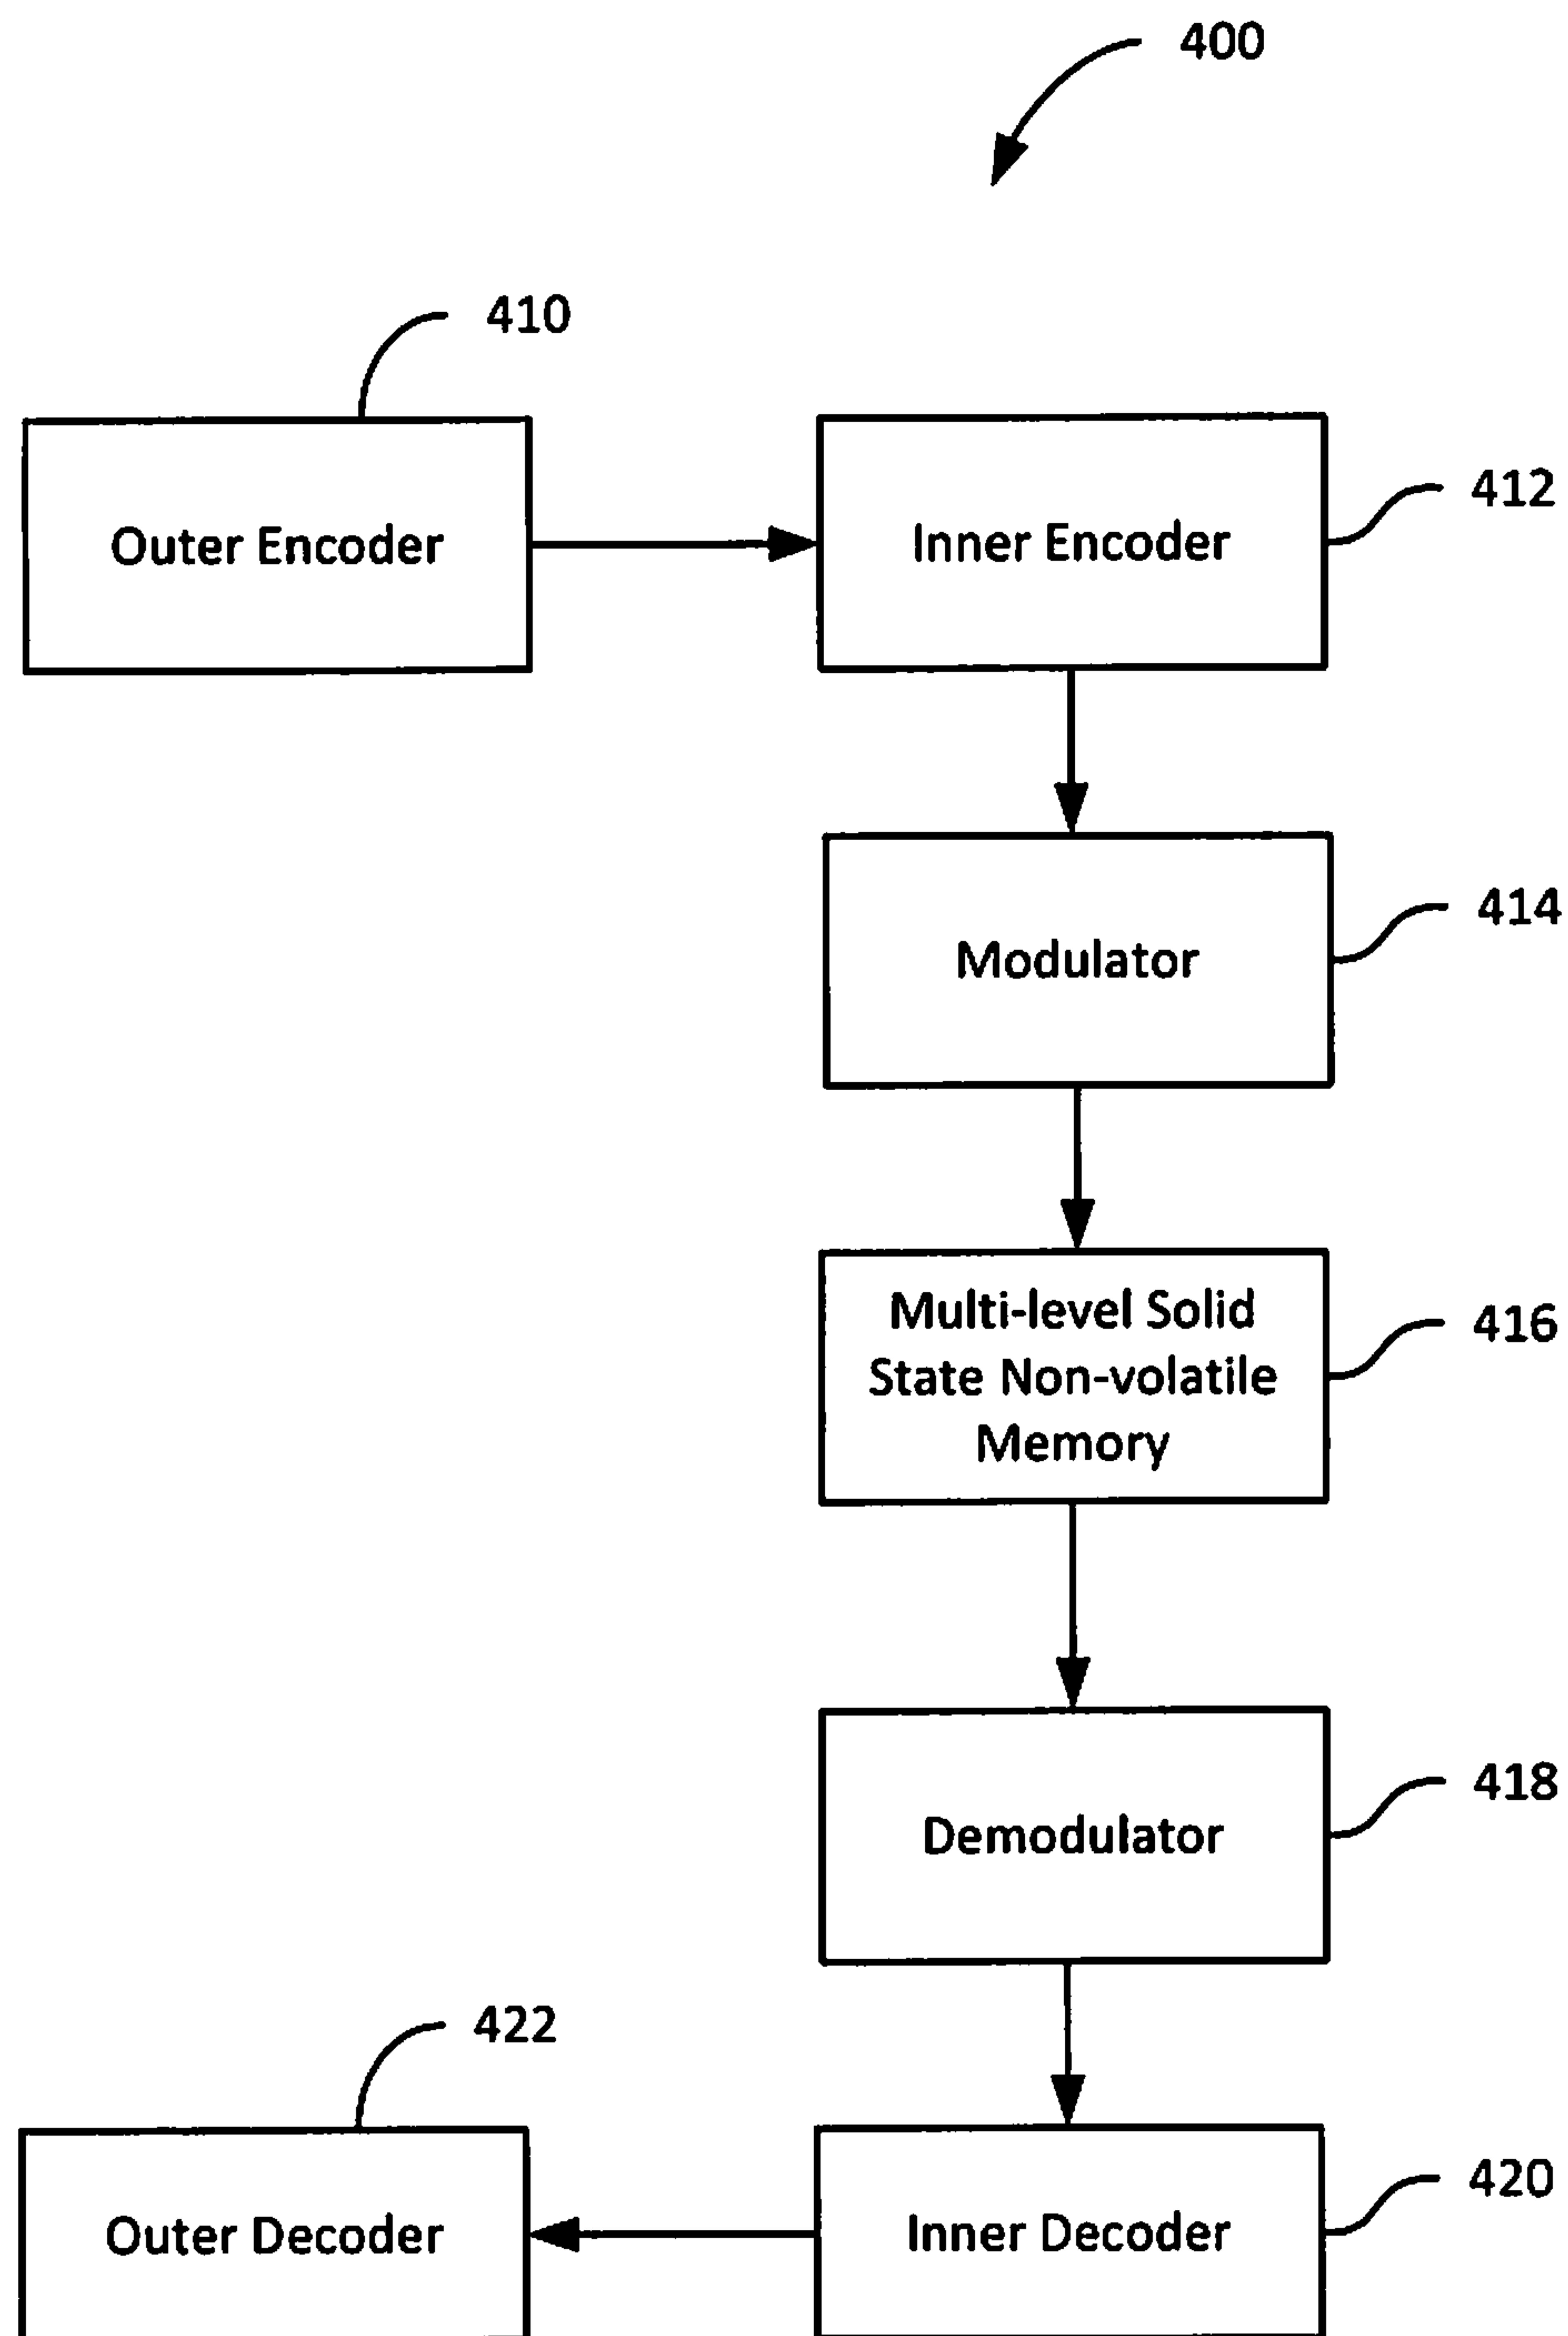 400
410
Outer Encoder
Inner Encoder
412
Modulator
414
Multi-level Solid
State Non-volatile
Memory
416
Demodulator
418
422
Outer Decoder
Inner Decoder
420